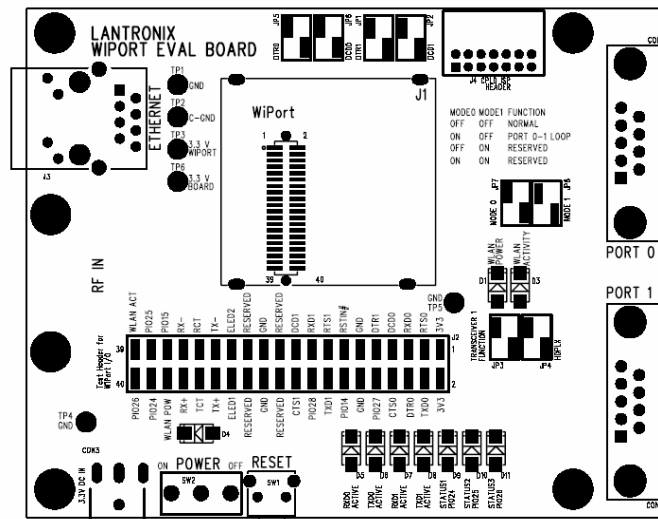 LANTRONIX
WIPORT EVAL BOARD
JP5
JP6
JP1
JP2
DTR0
DCD0
DTR1
DCD1
J4 CPLD ISP
HEADER
TP1
GND
TP2
C-GND
TP3
3.3 V
WIPORT
TP6
3.3 V
BOARD
ETHERNET
J1
WiPort
1 2
39 40
MODE0 MODE1 FUNCTION
OFF OFF NORMAL
ON OFF PORT 0-1 LOOP
OFF ON RESERVED
ON ON RESERVED
JP7
MODE 0
MODE 1
PORT 0
PORT 1
RF IN
WLAN
POWER
WLAN
ACTIVITY
D1
D3
GND
TP5
WLAN ACT
PIO25
PIO15
RX-
RCT
TX-
ELED2
RESERVED
GND
RESERVED
DCD1
RXD1
RTS1
RSTIN#
GND
DTR1
DCD0
RXD0
RTS0
3V3
J2
Test Header for
WiPort I/O
39
1
40
2
PIO26
PIO24
WLAN POW
RX+
TCT
TX+
ELED1
RESERVED
GND
RESERVED
CTS1
PIO28
TXD1
PIO14
GND
PIO27
CTS0
DTR0
TXD0
3V3
TRANSCEIVER 1
FUNCTION
JP3
JP4
HDPLX
TP4
GND
D4
CON3
3.3V DC IN
ON POWER OFF
SW2
RESET
SW1
D5
D6
D7
D8
D9
D10
D11
RXD0
ACTIVE
TXD0
ACTIVE
RXD1
ACTIVE
TXD1
ACTIVE
STATUS1
PIO24
STATUS2
PIO25
STATUS3
PIO28